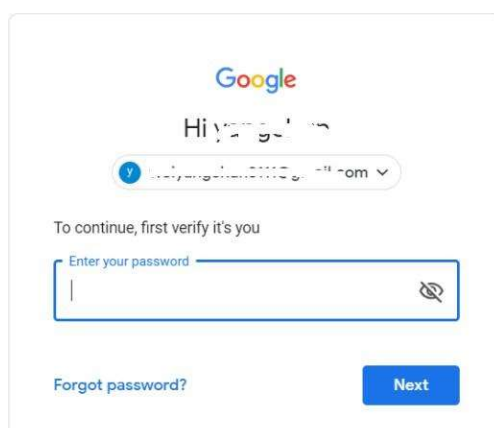 Google
Hi
y
To continue, first verify it's you
Enter your password
Forgot password?
Next